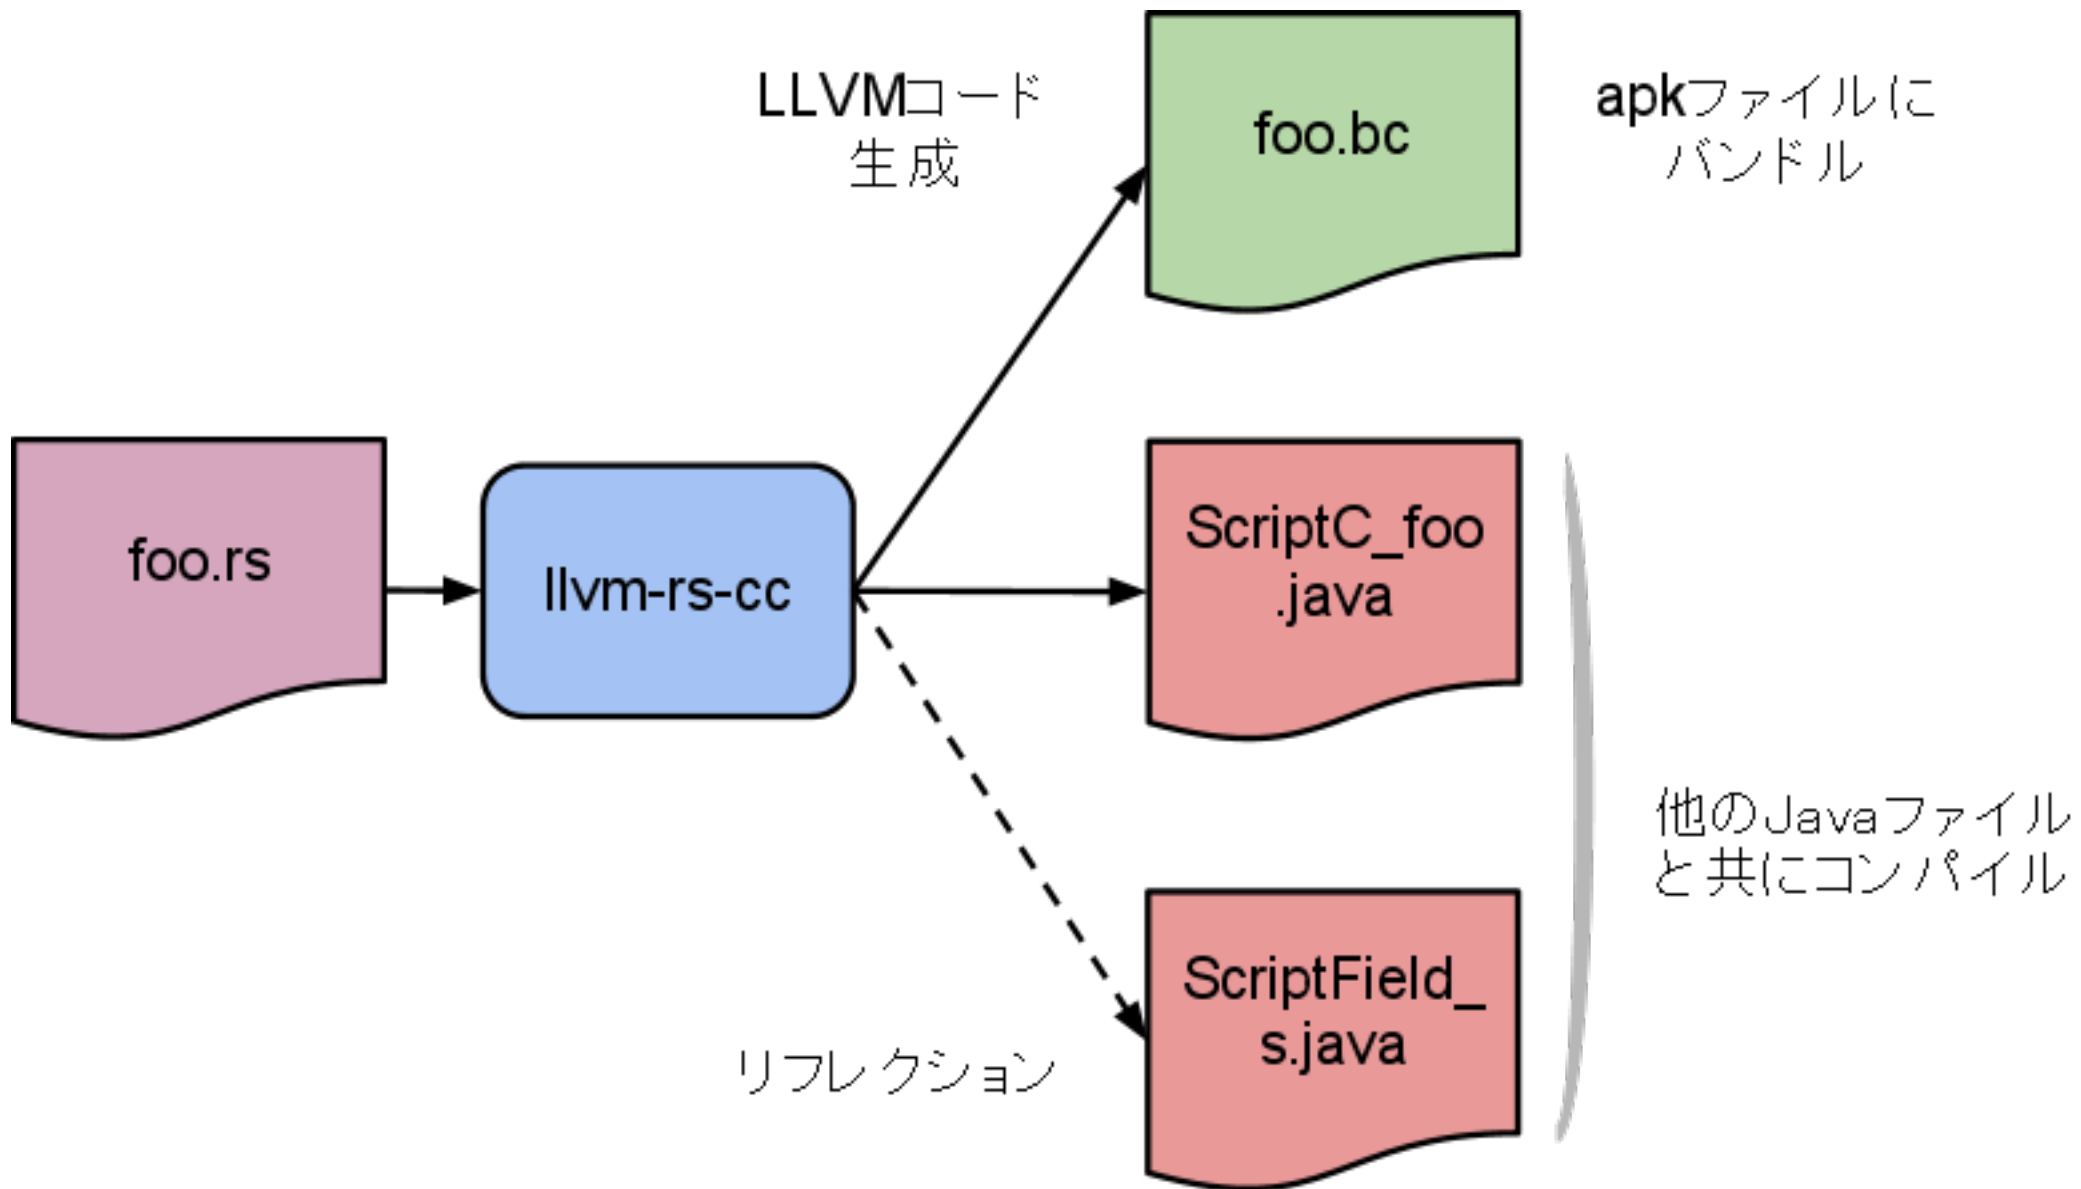 LLVMコード
生成
foo.bc
apkファイルに
バンドル
foo.rs
llvm-rs-cc
ScriptC_foo
.java
他のJavaファイル
と共にコンパイル
ScriptField_
s.java
リフレクション